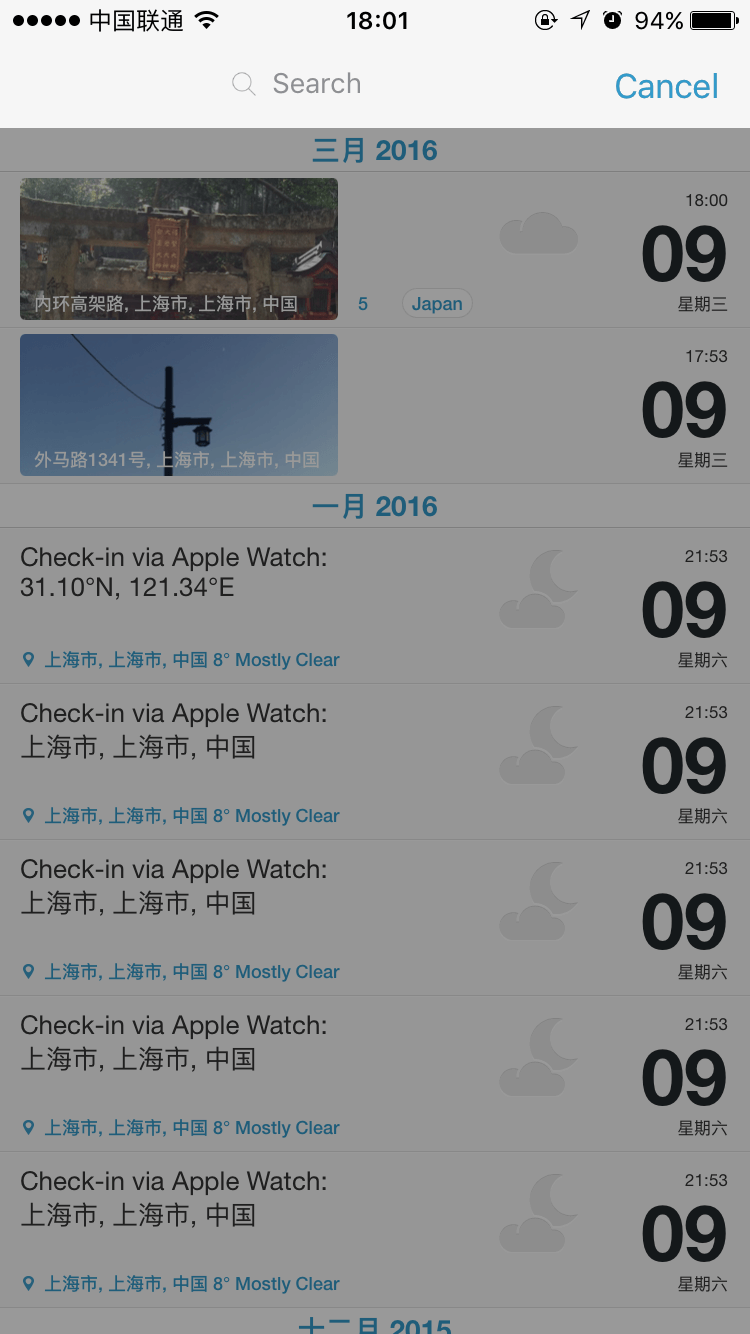 中国联通 18:01 94%
Search Cancel
三月 2016
18:00
09
内环高架路, 上海市, 上海市, 中国 5 Japan 星期三
17:53
09
外马路1341号, 上海市, 上海市, 中国 星期三
一月 2016
Check-in via Apple Watch: 21:53
31.10°N, 121.34°E 09
上海市, 上海市, 中国 8° Mostly Clear 星期六
Check-in via Apple Watch: 21:53
上海市, 上海市, 中国 09
上海市, 上海市, 中国 8° Mostly Clear 星期六
Check-in via Apple Watch: 21:53
上海市, 上海市, 中国 09
上海市, 上海市, 中国 8° Mostly Clear 星期六
Check-in via Apple Watch: 21:53
上海市, 上海市, 中国 09
上海市, 上海市, 中国 8° Mostly Clear 星期六
Check-in via Apple Watch: 21:53
上海市, 上海市, 中国 09
上海市, 上海市, 中国 8° Mostly Clear 星期六
十二月 2015